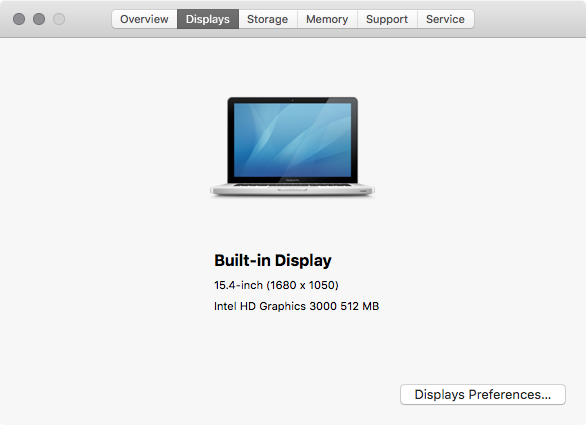 Overview Displays Storage Memory Support Service
Built-in Display
15.4-inch (1680 x 1050)
Intel HD Graphics 3000 512 MB
Displays Preferences...